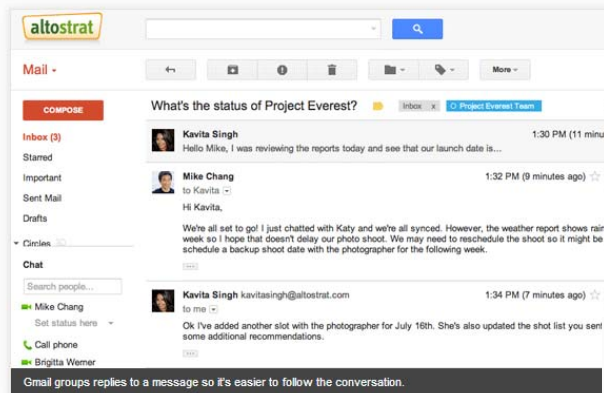 altostrat
Mail
More
COMPOSE
What's the status of Project Everest?
Inbox x
Project Everest Team
Inbox (3)
Kavita Singh
1:30 PM (11 minu
Hello Mike, I was reviewing the reports today and see that our launch date is...
Starred
Important
Mike Chang
1:32 PM (9 minutes ago)
to Kavita
Sent Mail
Hi Kavita,
Drafts
We're all set to go! I just chatted with Katy and we're all synced. However, the weather report shows rain
week so I hope that doesn't delay our photo shoot. We may need to reschedule the shoot so it might be
schedule a backup shoot date with the photographer for the following week.
Circles
Chat
Search people...
Kavita Singh kavitasingh@altostrat.com
1:34 PM (7 minutes ago)
to me
Mike Chang
Set status here
Ok I've added another slot with the photographer for July 16th. She's also updated the shot list you sent
some additional recommendations.
Call phone
Brigitta Werner
Gmail groups replies to a message so it's easier to follow the conversation.